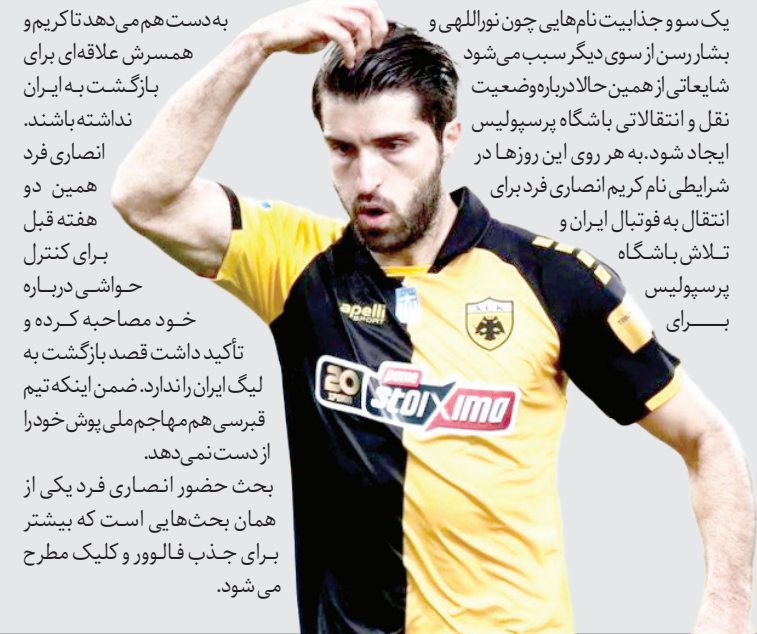 یک سو و جذابیت نام‌هایی چون نوراللهی و
بشار رسن از سوی دیگر سبب می‌شود
شایعاتی از همین حالا درباره وضعیت
نقل و انتقالاتی باشگاه پرسپولیس
ایجاد شود. به هر روی این روزها در
شرایطی نام کریم انصاری فرد برای
انتقال به فوتبال ایران و
تلاش باشگاه
پرسپولیس
برای
به دست هم می‌دهد تا کریم و
همسرش علاقه‌ای برای
بازگشت به ایران
نداشته باشند.
انصاری فرد
همین دو
هفته قبل
برای کنترل
حواشی درباره
خود مصاحبه کرده و
تأکید داشت قصد بازگشت به
لیگ ایران را ندارد. ضمن اینکه تیم
قبرسی هم مهاجم ملی پوش خود را
از دست نمی‌دهد.
بحث حضور انصاری فرد یکی از
همان بحث‌هایی است که بیشتر
برای جذب فالوور و کلیک مطرح
می شود.
apelli
SPORT
A.E.K
20
pame
stoiXima